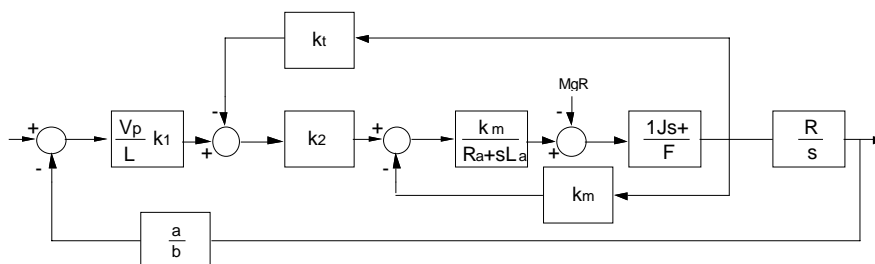 kt
-
MgR
-
+
Vp
L
k1
+
k2
+
km
Ra+sLa
+
1Js+
F
R
s
-
-
km
a
b